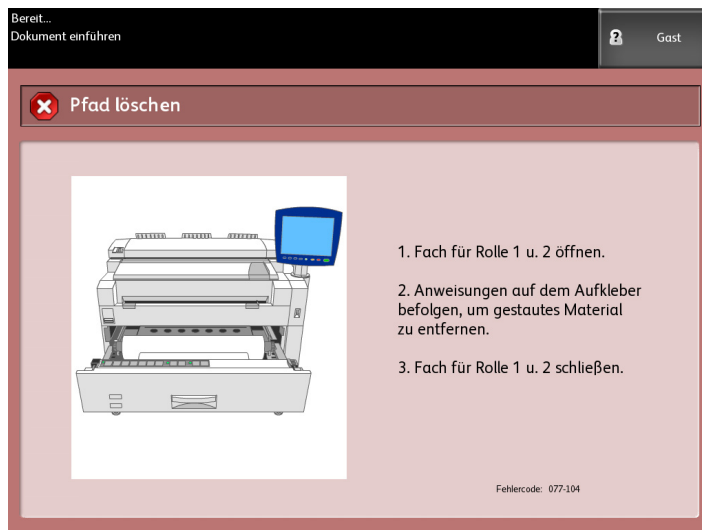 Bereit...
Dokument einführen
Gast
Pfad löschen
1. Fach für Rolle 1 u. 2 öffnen.
2. Anweisungen auf dem Aufkleber
befolgen, um gestautes Material
zu entfernen.
3. Fach für Rolle 1 u. 2 schließen.
Fehlercode: 077-104